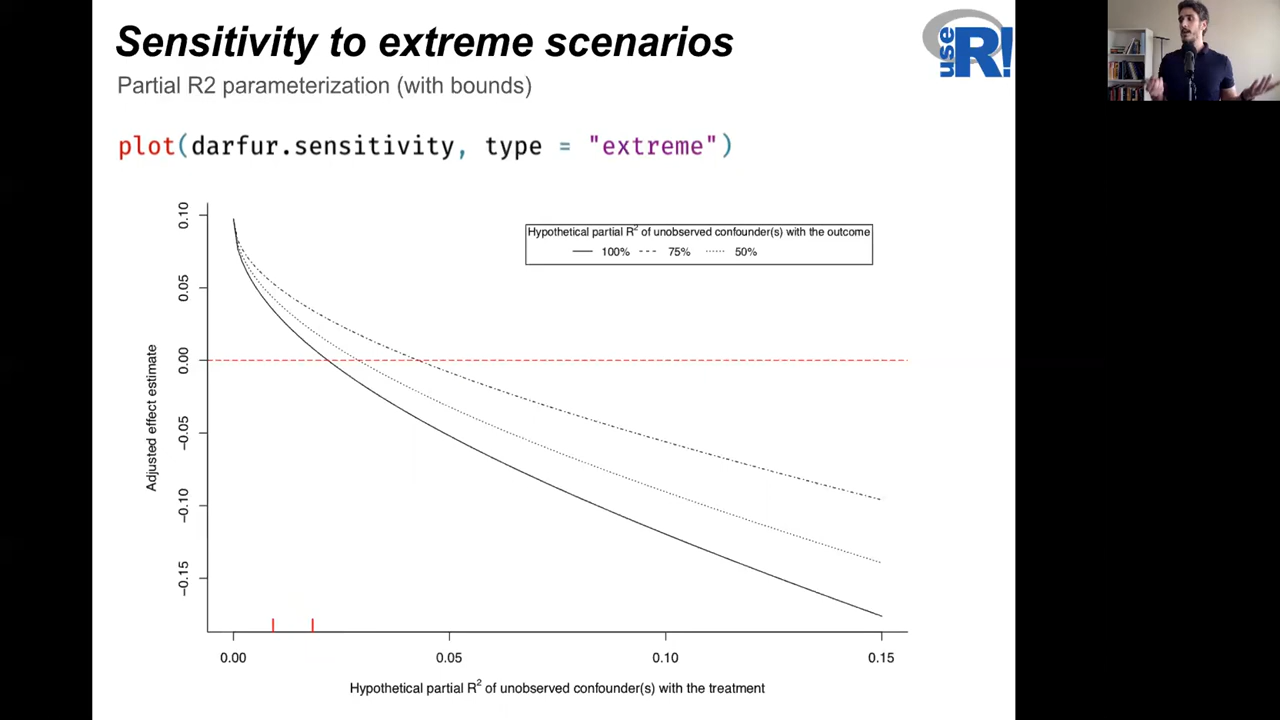 Sensitivity to extreme scenarios
use R!
Partial R2 parameterization (with bounds)
plot(darfur.sensitivity, type = "extreme")
Hypothetical partial R² of unobserved confounder(s) with the outcome
100% 75% 50%
0.10
0.05
0.00
−0.05
−0.10
−0.15
Adjusted effect estimate
0.00 0.05 0.10 0.15
Hypothetical partial R² of unobserved confounder(s) with the treatment